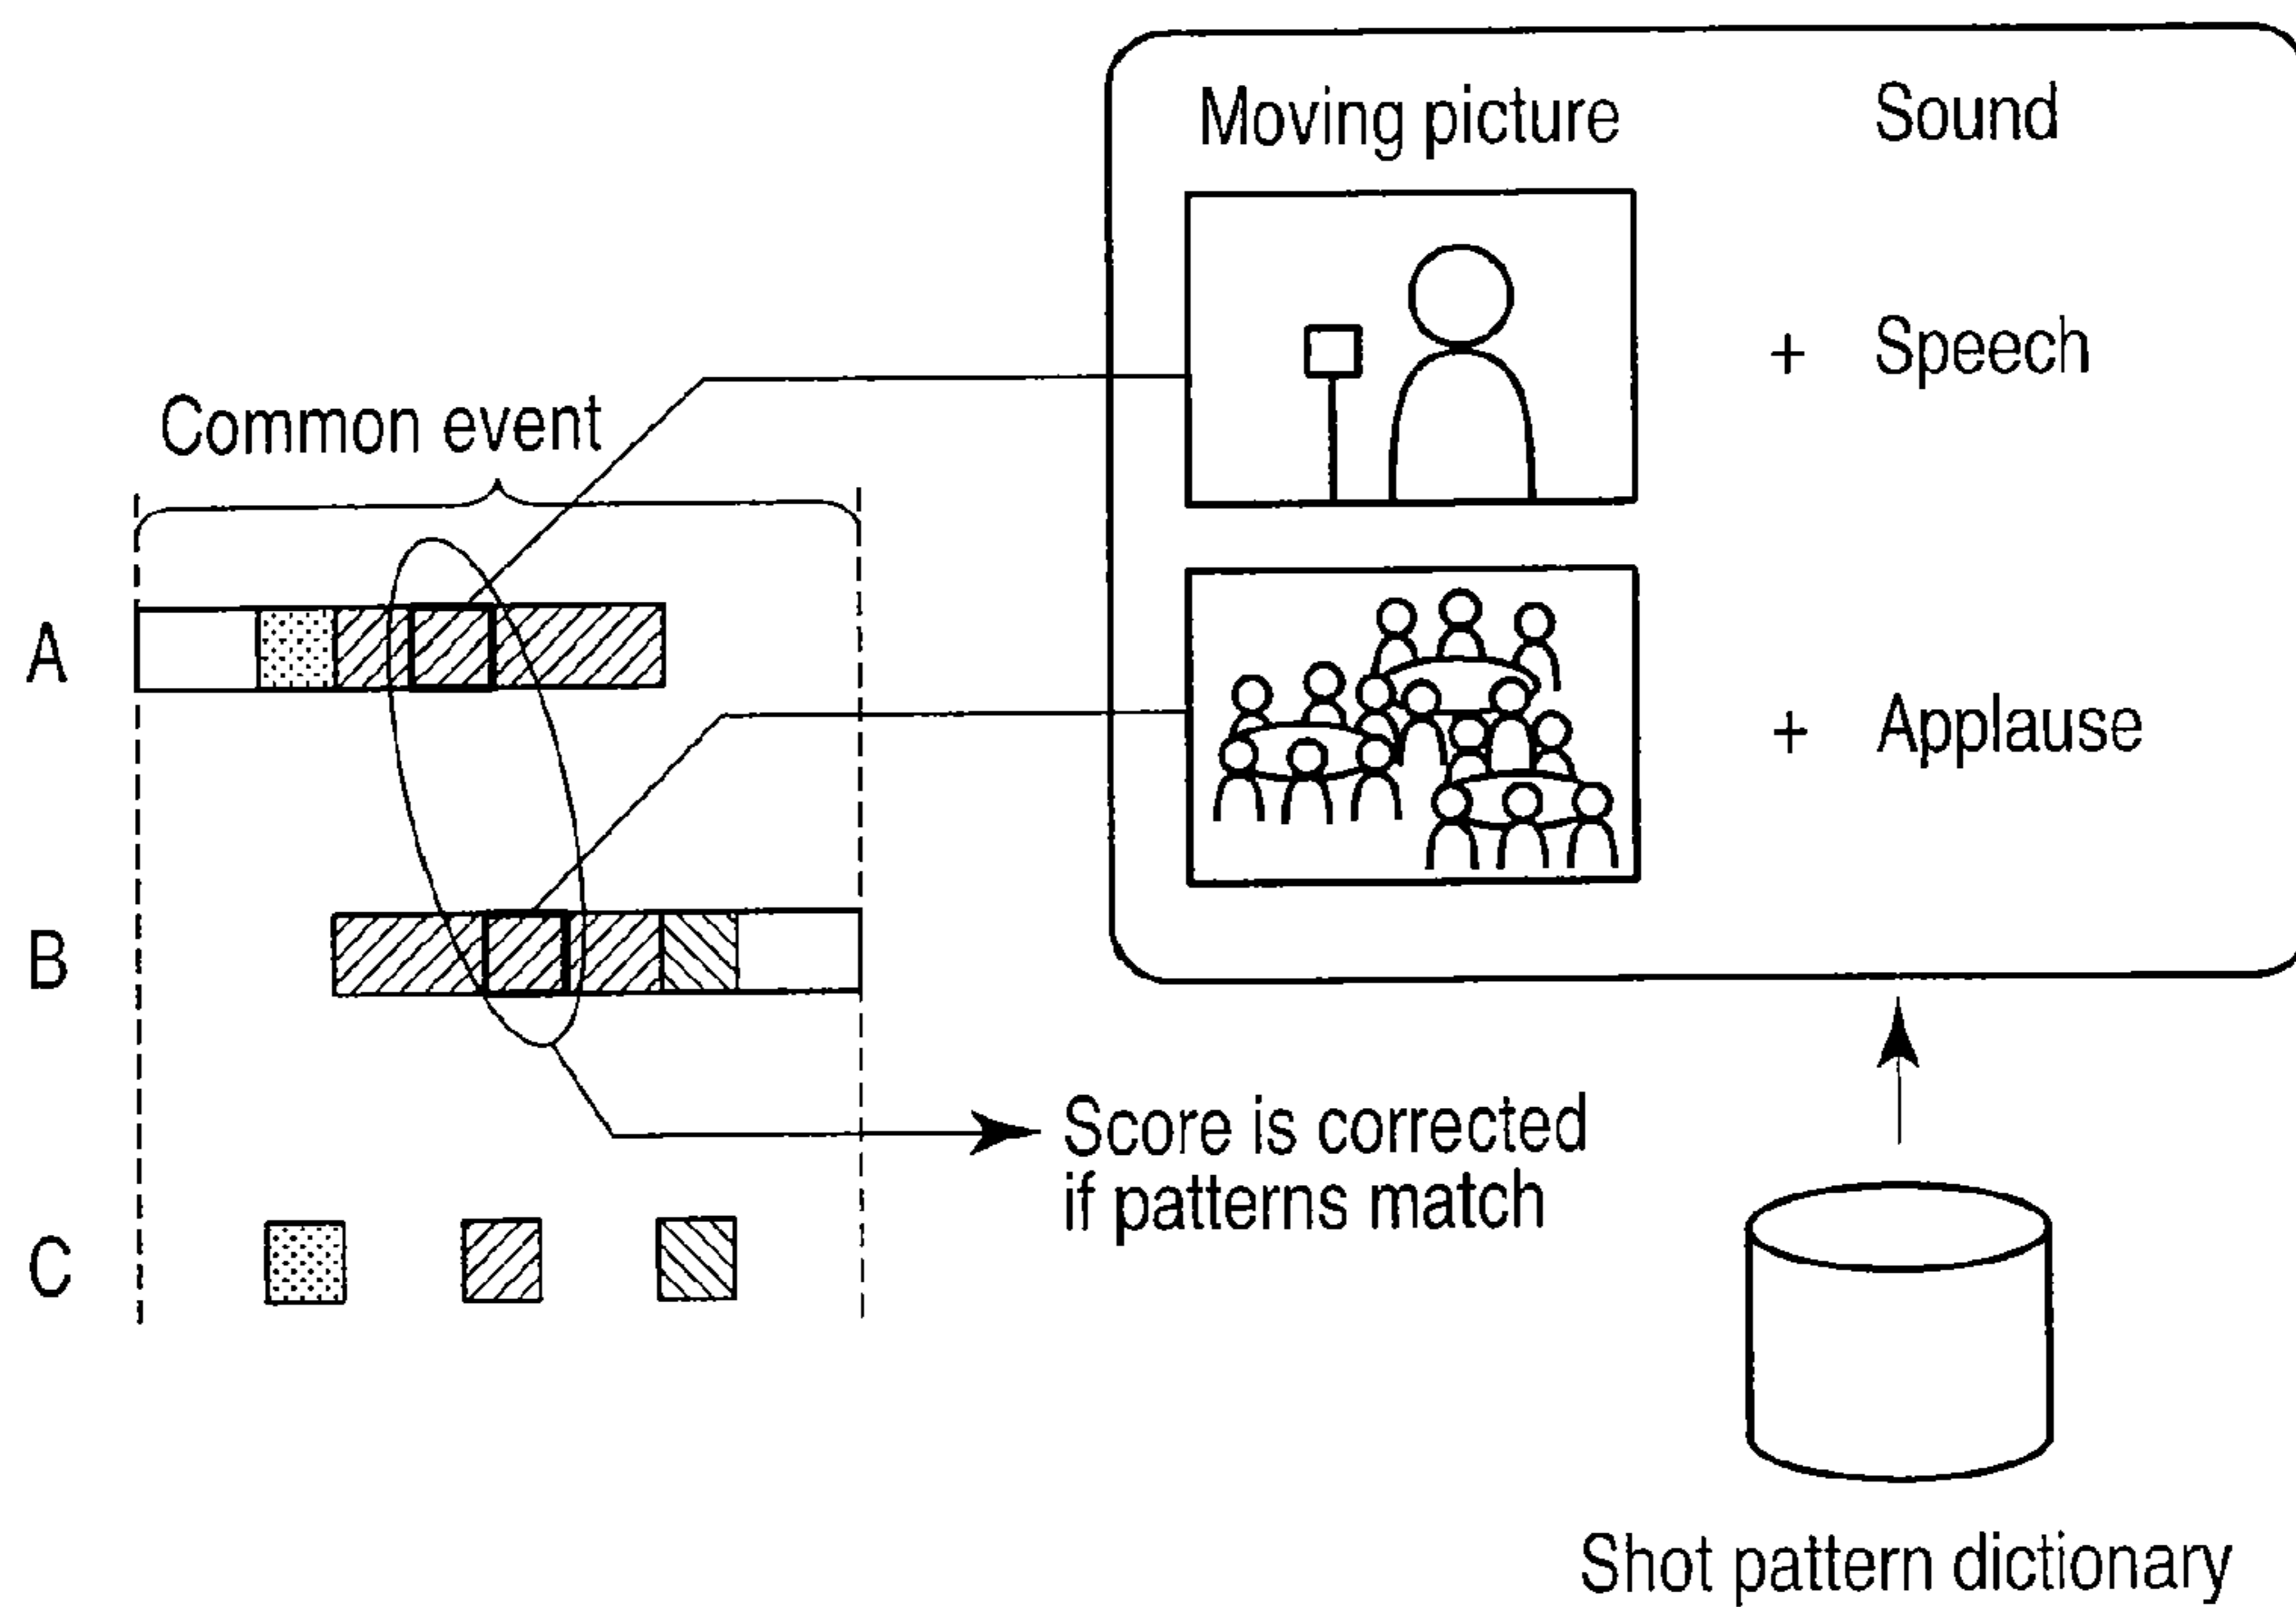 Moving picture Sound
+ Speech
Common event
A
+ Applause
B
Score is corrected
if patterns match
C
Shot pattern dictionary